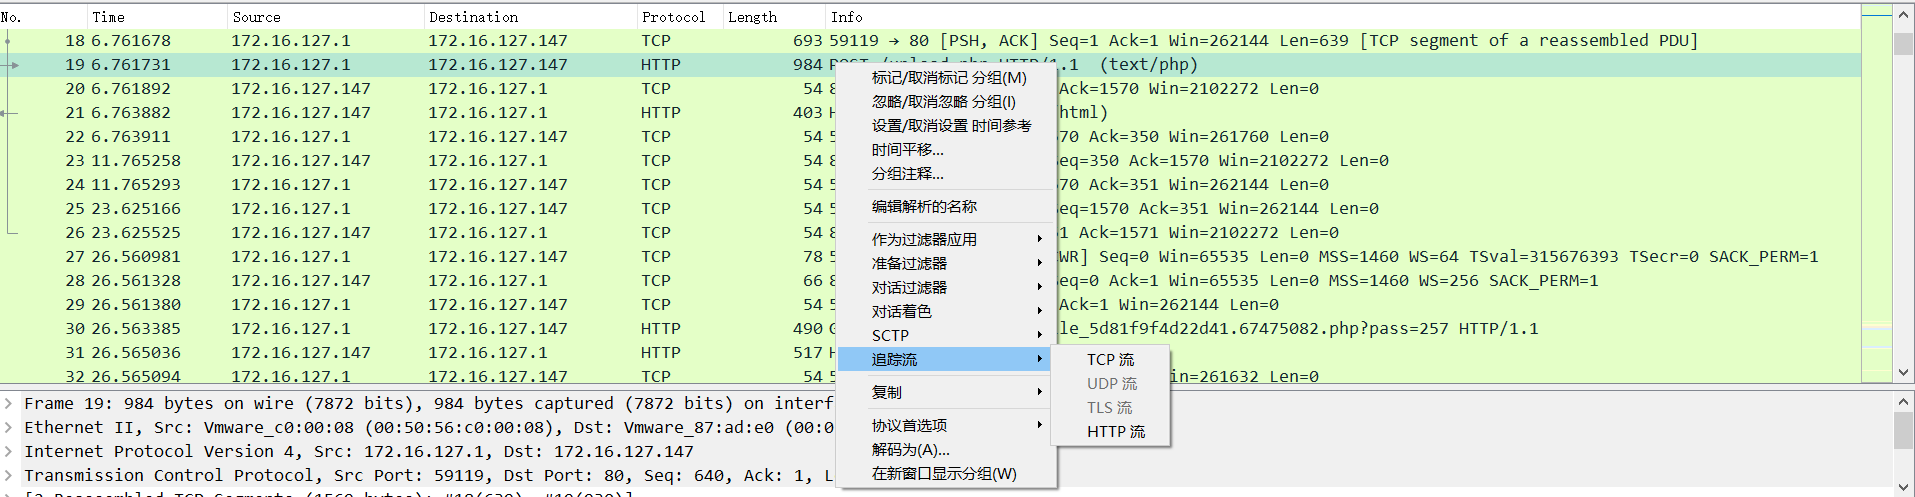 No. Time Source Destination Protocol Length Info
18 6.761678 172.16.127.1 172.16.127.147 TCP 693 59119 → 80 [PSH, ACK] Seq=1 Ack=1 Win=262144 Len=639 [TCP segment of a reassembled PDU]
19 6.761731 172.16.127.1 172.16.127.147 HTTP 984 POST /upload.php HTTP/1.1 (text/php)
标记/取消标记 分组(M)
20 6.761892 172.16.127.147 172.16.127.1 TCP 54 8 Ack=1570 Win=2102272 Len=0
忽略/取消忽略 分组(I)
21 6.763882 172.16.127.147 172.16.127.1 HTTP 403 H html)
设置/取消设置 时间参考
22 6.763911 172.16.127.1 172.16.127.147 TCP 54 5 70 Ack=350 Win=261760 Len=0
时间平移...
23 11.765258 172.16.127.147 172.16.127.1 TCP 54 8 Seq=350 Ack=1570 Win=2102272 Len=0
分组注释...
24 11.765293 172.16.127.1 172.16.127.147 TCP 54 5 70 Ack=351 Win=262144 Len=0
编辑解析的名称
25 23.625166 172.16.127.1 172.16.127.147 TCP 54 5 Seq=1570 Ack=351 Win=262144 Len=0
作为过滤器应用
26 23.625525 172.16.127.147 172.16.127.1 TCP 54 8 1 Ack=1571 Win=2102272 Len=0
准备过滤器
27 26.560981 172.16.127.1 172.16.127.147 TCP 78 5 WR] Seq=0 Win=65535 Len=0 MSS=1460 WS=64 TSval=315676393 TSecr=0 SACK_PERM=1
对话过滤器
28 26.561328 172.16.127.147 172.16.127.1 TCP 66 8 Seq=0 Ack=1 Win=65535 Len=0 MSS=1460 WS=256 SACK_PERM=1
对话着色
29 26.561380 172.16.127.1 172.16.127.147 TCP 54 5 Ack=1 Win=262144 Len=0
SCTP
30 26.563385 172.16.127.1 172.16.127.147 HTTP 490 G le_5d81f9f4d22d41.67475082.php?pass=257 HTTP/1.1
追踪流
31 26.565036 172.16.127.147 172.16.127.1 HTTP 517 H
TCP 流
32 26.565094 172.16.127.1 172.16.127.147 TCP 54 5 in=261632 Len=0
UDP 流
复制
Frame 19: 984 bytes on wire (7872 bits), 984 bytes captured (7872 bits) on interf
TLS 流
协议首选项
Ethernet II, Src: Vmware_c0:00:08 (00:50:56:c0:00:08), Dst: Vmware_87:ad:e0 (00:0
HTTP 流
解码为(A)...
Internet Protocol Version 4, Src: 172.16.127.1, Dst: 172.16.127.147
在新窗口显示分组(W)
Transmission Control Protocol, Src Port: 59119, Dst Port: 80, Seq: 640, Ack: 1, L
[2 Reassembled TCP Segments (1569 bytes): #18(639), #19(930)]